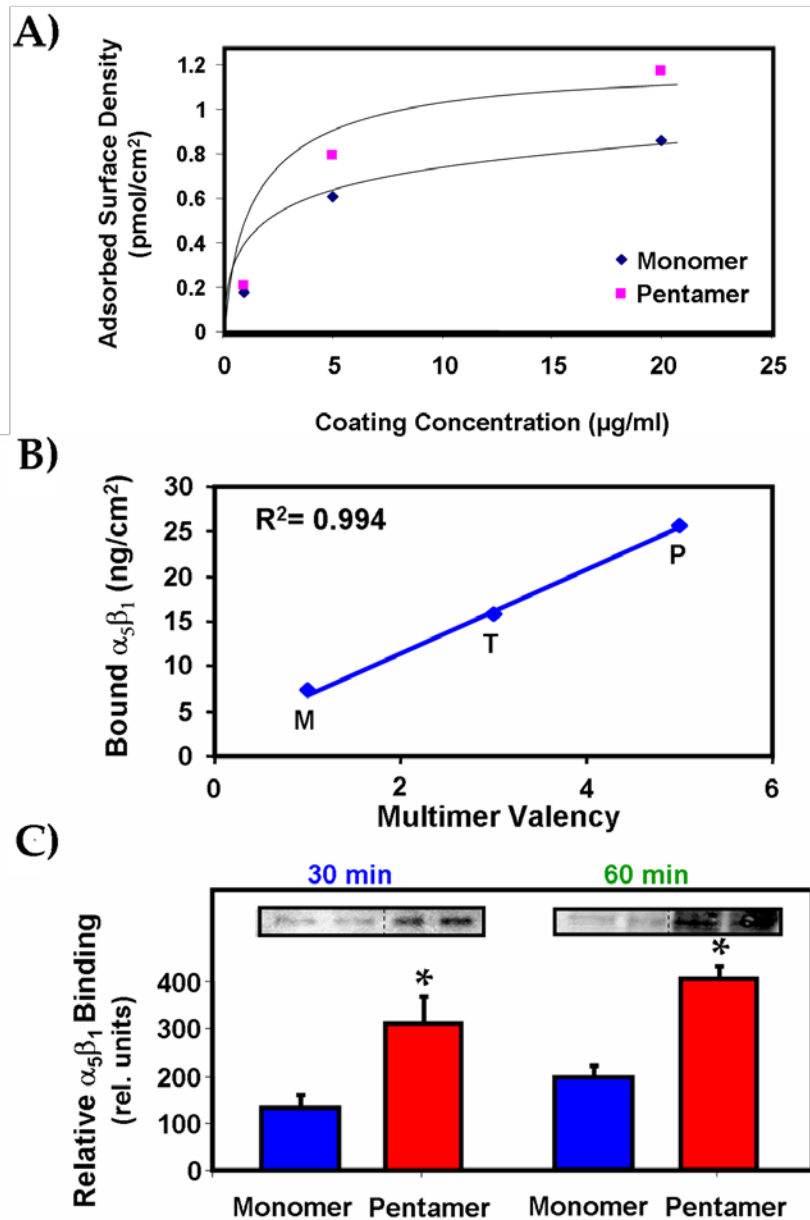 A)
Adsorbed Surface Density
(pmol/cm²)
1.2
1
0.8
0.6
0.4
0.2
0
Monomer
Pentamer
0 5 10 15 20 25
Coating Concentration (µg/ml)
B)
Bound α₅β₁ (ng/cm²)
30
25
20
15
10
5
0
R²= 0.994
M
T
P
0 2 4 6
Multimer Valency
C)
Relative α₅β₁ Binding
(rel. units)
30 min 60 min
* *
400
300
200
100
0
Monomer Pentamer Monomer Pentamer